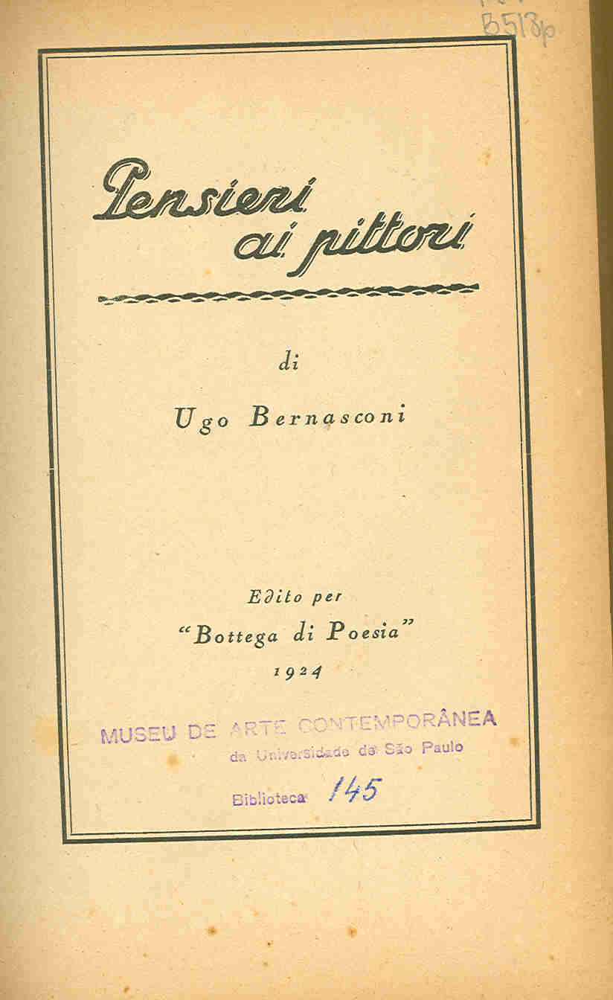 B518p
Pensieri
ai pittori
di
Ugo Bernasconi
Edito per
“Bottega di Poesia”
1924
MUSEU DE ARTE CONTEMPORÂNEA
da Universidade de São Paulo
Biblioteca 145